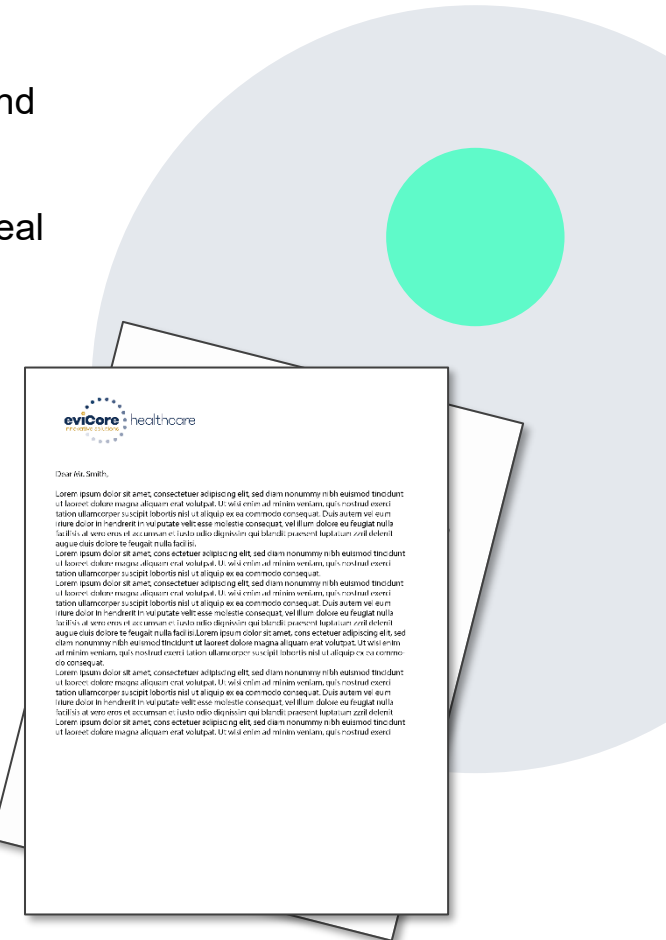 nd
eal
eviCore healthcare
innovative solutions
Dear Mr. Smith,
Lorem ipsum dolor sit amet, consectetuer adipiscing elit, sed diam nonummy nibh euismod tincidunt
ut laoreet dolore magna aliquam erat volutpat. Ut wisi enim ad minim veniam, quis nostrud exerci
tation ullamcorper suscipit lobortis nisl ut aliquip ex ea commodo consequat. Duis autem vel eum
iriure dolor in hendrerit in vulputate velit esse molestie consequat, vel illum dolore eu feugiat nulla
facilisis at vero eros et accumsan et iusto odio dignissim qui blandit praesent luptatum zzril delenit
augue duis dolore te feugait nulla facilisi.
Lorem ipsum dolor sit amet, cons ectetuer adipiscing elit, sed diam nonummy nibh euismod tincidunt
ut laoreet dolore magna aliquam erat volutpat. Ut wisi enim ad minim veniam, quis nostrud exerci
tation ullamcorper suscipit lobortis nisl ut aliquip ex ea commodo consequat.
Lorem ipsum dolor sit amet, consectetuer adipiscing elit, sed diam nonummy nibh euismod tincidunt
ut laoreet dolore magna aliquam erat volutpat. Ut wisi enim ad minim veniam, quis nostrud exerci
tation ullamcorper suscipit lobortis nisl ut aliquip ex ea commodo consequat. Duis autem vel eum
iriure dolor in hendrerit in vulputate velit esse molestie consequat, vel illum dolore eu feugiat nulla
facilisis at vero eros et accumsan et iusto odio dignissim qui blandit praesent luptatum zzril delenit
augue duis dolore te feugait nulla facilisi.Lorem ipsum dolor sit amet, cons ectetuer adipiscing elit, sed
diam nonummy nibh euismod tincidunt ut laoreet dolore magna aliquam erat volutpat. Ut wisi enim
ad minim veniam, quis nostrud exerci tation ullamcorper suscipit lobortis nisl ut aliquip ex ea commo-
do consequat.
Lorem ipsum dolor sit amet, consectetuer adipiscing elit, sed diam nonummy nibh euismod tincidunt
ut laoreet dolore magna aliquam erat volutpat. Ut wisi enim ad minim veniam, quis nostrud exerci
tation ullamcorper suscipit lobortis nisl ut aliquip ex ea commodo consequat. Duis autem vel eum
iriure dolor in hendrerit in vulputate velit esse molestie consequat, vel illum dolore eu feugiat nulla
facilisis at vero eros et accumsan et iusto odio dignissim qui blandit praesent luptatum zzril delenit
Lorem ipsum dolor sit amet, cons ectetuer adipiscing elit, sed diam nonummy nibh euismod tincidunt
ut laoreet dolore magna aliquam erat volutpat. Ut wisi enim ad minim veniam, quis nostrud exerci